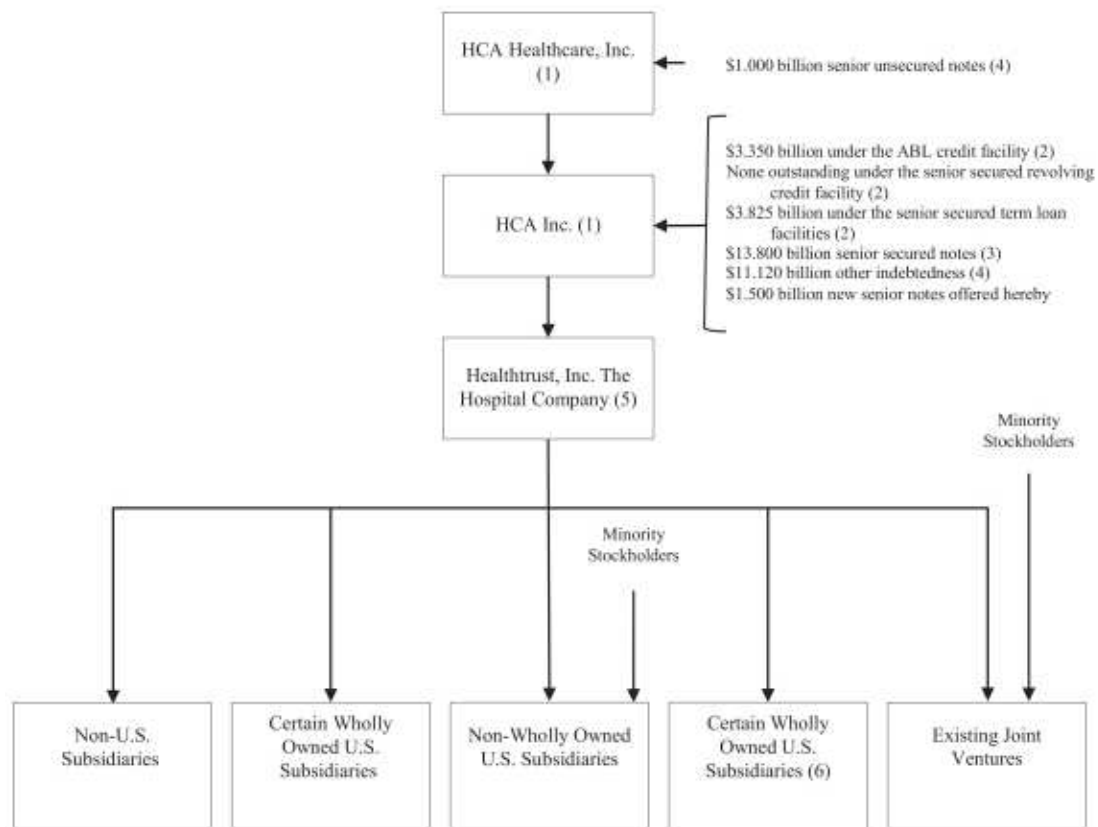 HCA Healthcare, Inc.
(1)
$1.000 billion senior unsecured notes (4)
HCA Inc. (1)
$3.350 billion under the ABL credit facility (2)
None outstanding under the senior secured revolving
credit facility (2)
$3.825 billion under the senior secured term loan
facilities (2)
$13.800 billion senior secured notes (3)
$11.120 billion other indebtedness (4)
$1.500 billion new senior notes offered hereby
Healthtrust, Inc. The
Hospital Company (5)
Minority
Stockholders
Minority
Stockholders
Non-U.S.
Subsidiaries
Certain Wholly
Owned U.S.
Subsidiaries
Non-Wholly Owned
U.S. Subsidiaries
Certain Wholly
Owned U.S.
Subsidiaries (6)
Existing Joint
Ventures